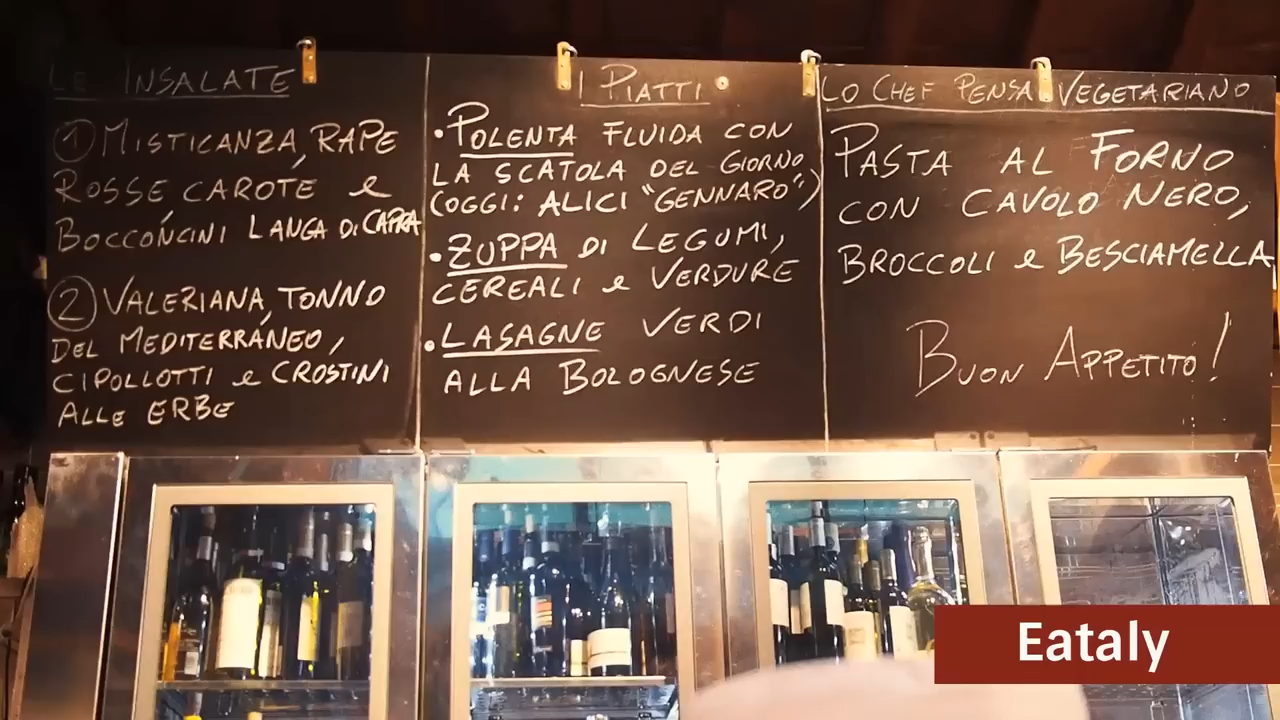 LE INSALATE
① MISTICANZA, RAPE
ROSSE CAROTE e
BOCCONCINI LANGA DI CAPRA
② VALERIANA, TONNO
DEL MEDITERRANEO,
CIPOLLOTTI e CROSTINI
ALLE ERBE
I PIATTI
• POLENTA FLUIDA CON
LA SCATOLA DEL GIORNO
(OGGI: ALICI "GENNARO")
• ZUPPA DI LEGUMI,
CEREALI e VERDURE
• LASAGNE VERDI
ALLA BOLOGNESE
LO CHEF PENSA VEGETARIANO
PASTA AL FORNO
CON CAVOLO NERO,
BROCCOLI e BESCIAMELLA
BUON APPETITO!
Eataly